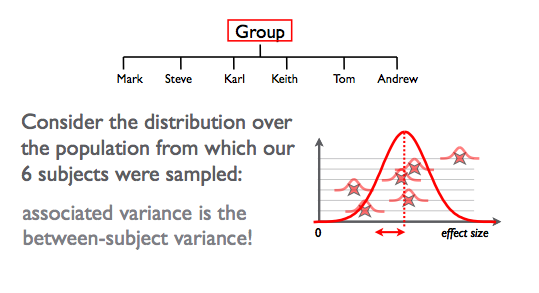 Group
Mark Steve Karl Keith Tom Andrew
Consider the distribution over
the population from which our
6 subjects were sampled:
associated variance is the
between-subject variance!
0 effect size